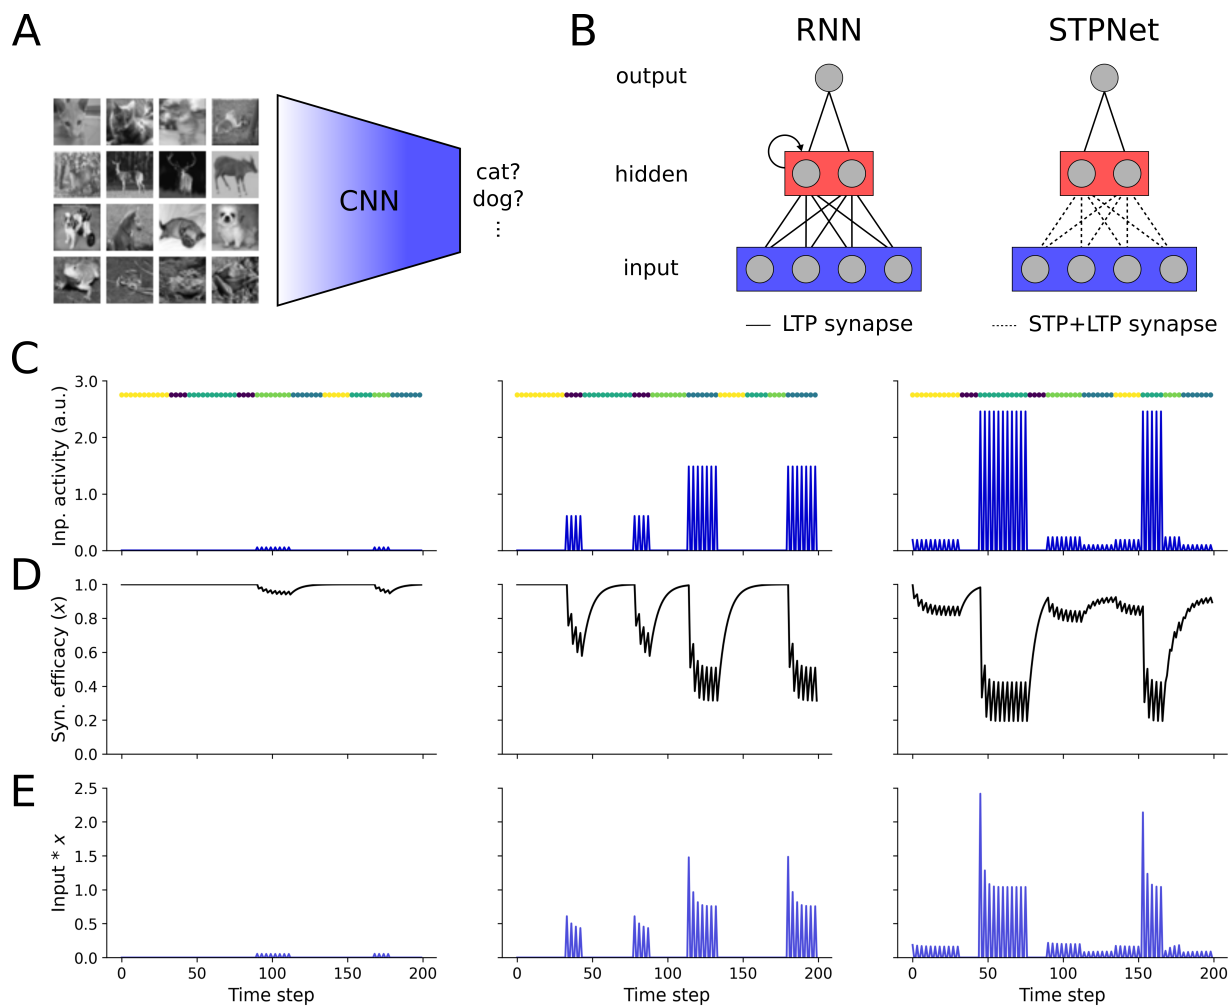 A
CNN
cat?
dog?
⋮
B
RNN
STPNet
output
hidden
input
LTP synapse
STP+LTP synapse
C
Inp. activity (a.u.)
3.0
2.0
1.0
0.0
D
Syn. efficacy (x)
1.0
0.8
0.6
0.4
0.2
0.0
E
Input * x
2.5
2.0
1.5
1.0
0.5
0.0
0 50 100 150 200
Time step
0 50 100 150 200
Time step
0 50 100 150 200
Time step